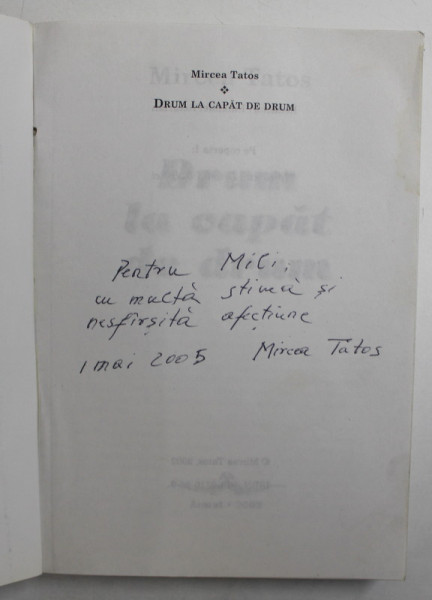 Mircea Tatos
❖
DRUM LA CAPĂT DE DRUM
Pentru Mili,
cu multă stimă și
nesfîrșită afecțiune
1 mai 2005 Mircea Tatos